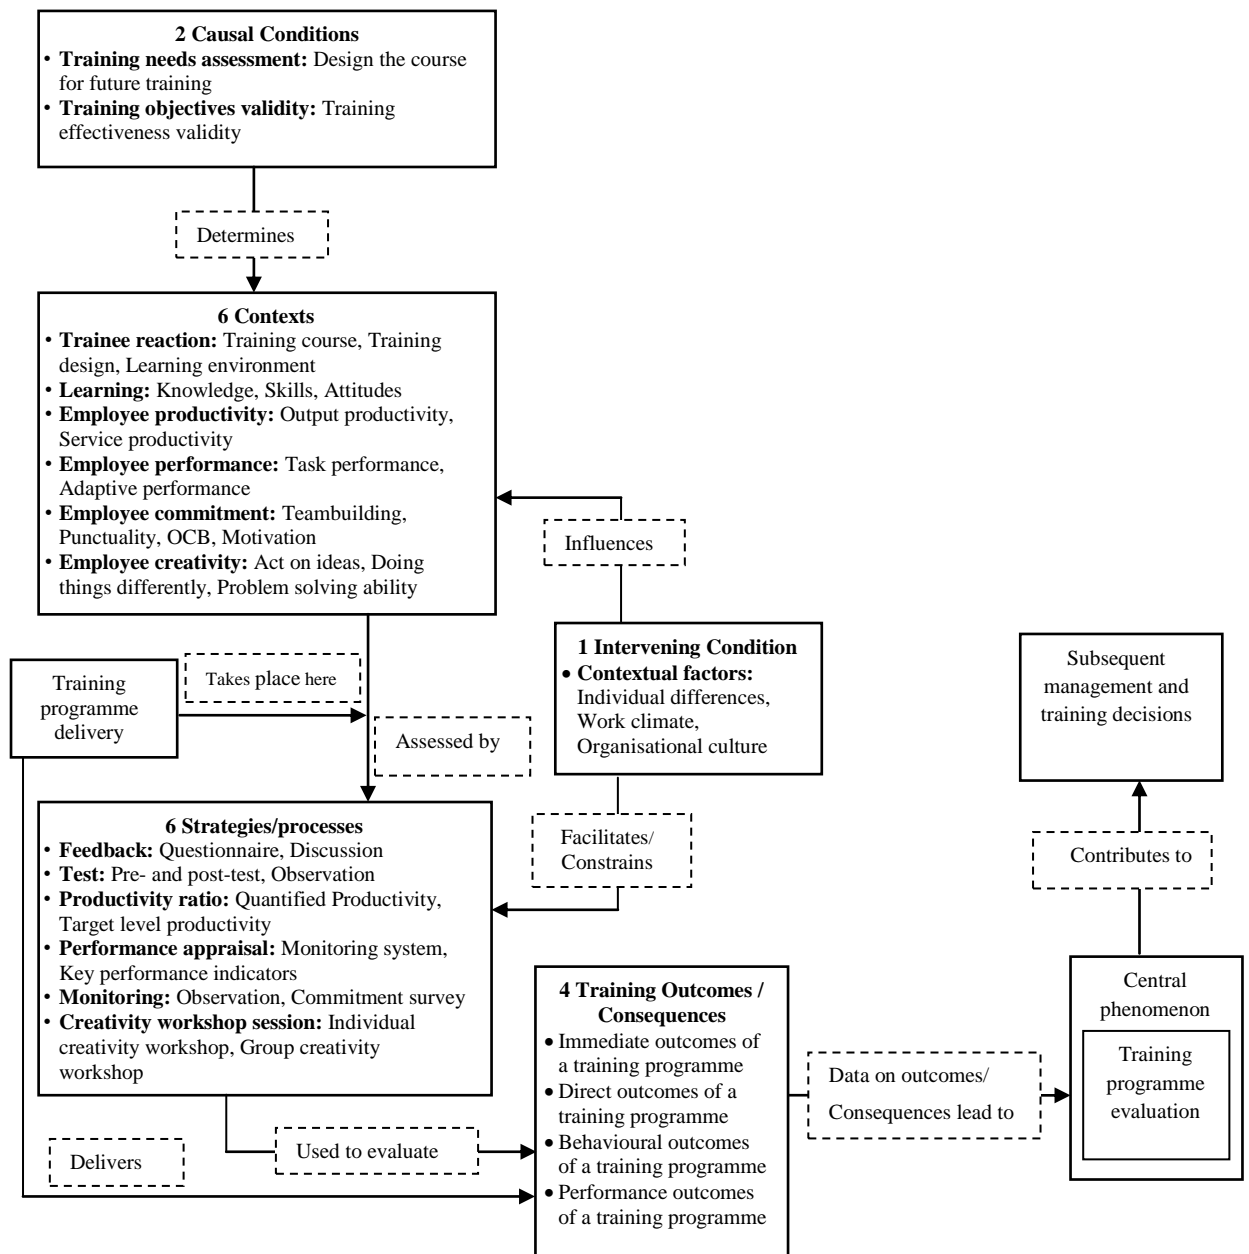 2 Causal Conditions
• Training needs assessment: Design the course
for future training
• Training objectives validity: Training
effectiveness validity
Determines
6 Contexts
• Trainee reaction: Training course, Training
design, Learning environment
• Learning: Knowledge, Skills, Attitudes
• Employee productivity: Output productivity,
Service productivity
• Employee performance: Task performance,
Adaptive performance
• Employee commitment: Teambuilding,
Punctuality, OCB, Motivation
• Employee creativity: Act on ideas, Doing
things differently, Problem solving ability
Influences
1 Intervening Condition
• Contextual factors:
Individual differences,
Work climate,
Organisational culture
Subsequent
management and
training decisions
Training
programme
delivery
Takes place here
Assessed by
Facilitates/
Constrains
Contributes to
6 Strategies/processes
• Feedback: Questionnaire, Discussion
• Test: Pre- and post-test, Observation
• Productivity ratio: Quantified Productivity,
Target level productivity
• Performance appraisal: Monitoring system,
Key performance indicators
• Monitoring: Observation, Commitment survey
• Creativity workshop session: Individual
creativity workshop, Group creativity
workshop
4 Training Outcomes /
Consequences
• Immediate outcomes of
a training programme
• Direct outcomes of a
training programme
• Behavioural outcomes
of a training programme
• Performance outcomes
of a training programme
Data on outcomes/
Consequences lead to
Central
phenomenon
Training
programme
evaluation
Delivers
Used to evaluate